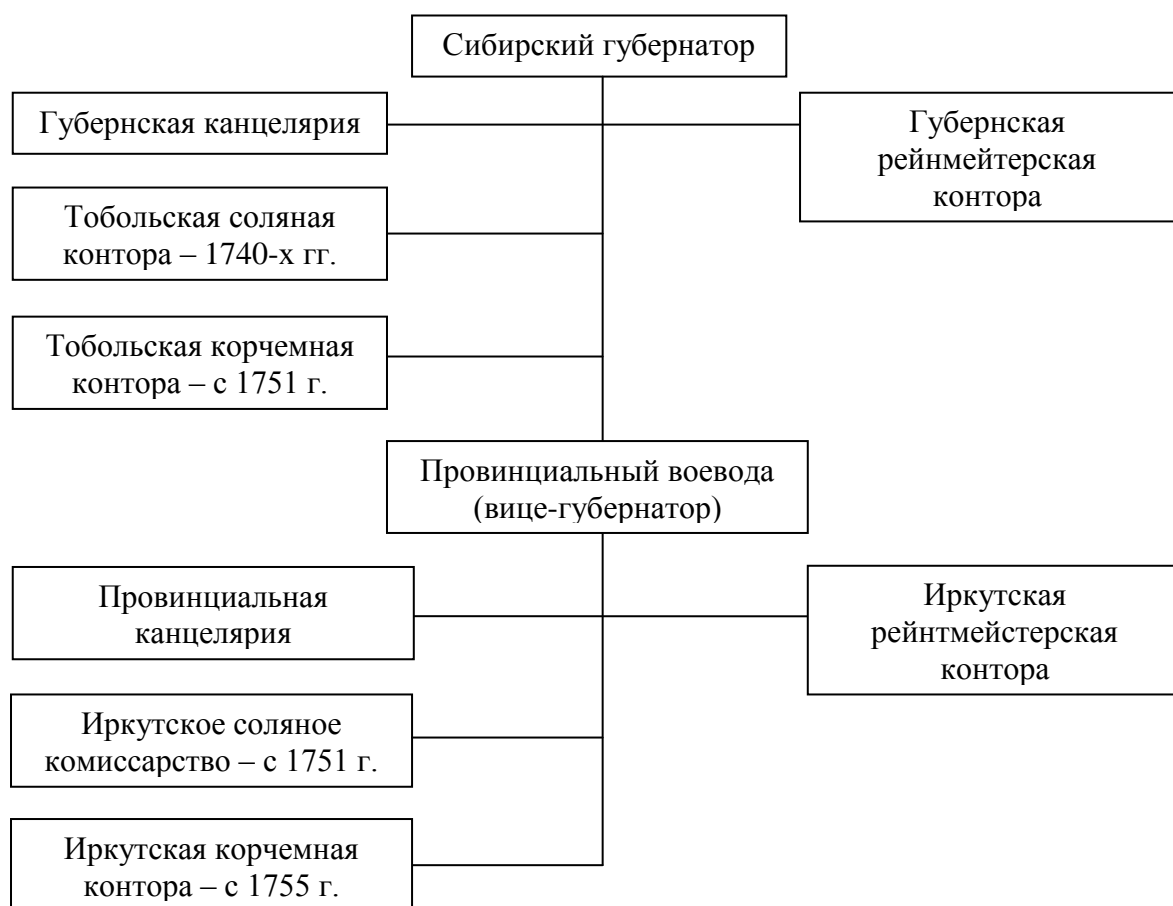 Сибирский губернатор
Губернская канцелярия
Губернская
рейнмейтерская
контора
Тобольская соляная
контора – 1740-х гг.
Тобольская корчемная
контора – с 1751 г.
Провинциальный воевода
(вице-губернатор)
Провинциальная
канцелярия
Иркутская
рейнтмейстерская
контора
Иркутское соляное
комиссарство – с 1751 г.
Иркутская корчемная
контора – с 1755 г.